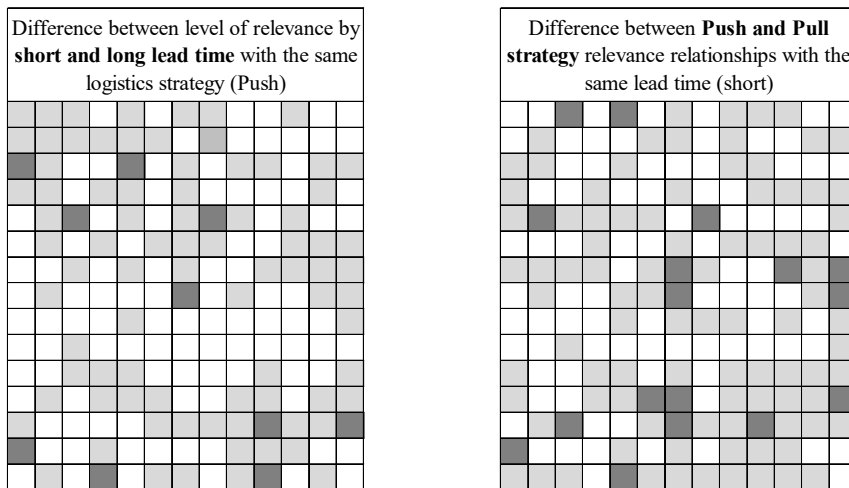 Difference between level of relevance by
short and long lead time with the same
logistics strategy (Push)
Difference between Push and Pull
strategy relevance relationships with the
same lead time (short)